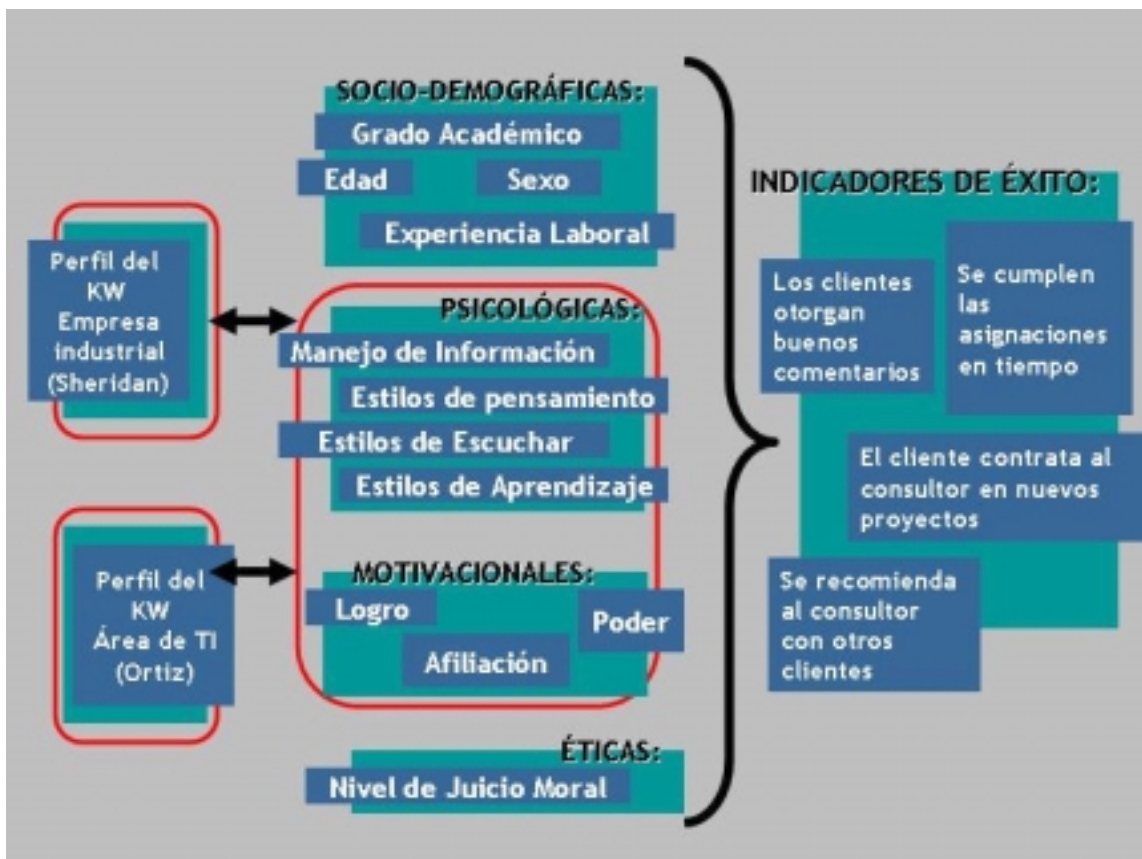 SOCIO-DEMOGRÁFICAS:
Grado Académico
Edad
Sexo
Experiencia Laboral
Perfil del
KW
Empresa
industrial
(Sheridan)
PSICOLÓGICAS:
Manejo de Información
Estilos de pensamiento
Estilos de Escuchar
Estilos de Aprendizaje
Perfil del
KW
Área de TI
(Ortiz)
MOTIVACIONALES:
Logro
Poder
Afiliación
ÉTICAS:
Nivel de Juicio Moral
INDICADORES DE ÉXITO:
Los clientes
otorgan
buenos
comentarios
Se cumplen
las
asignaciones
en tiempo
El cliente contrata al
consultor en nuevos
proyectos
Se recomienda
al consultor
con otros
clientes